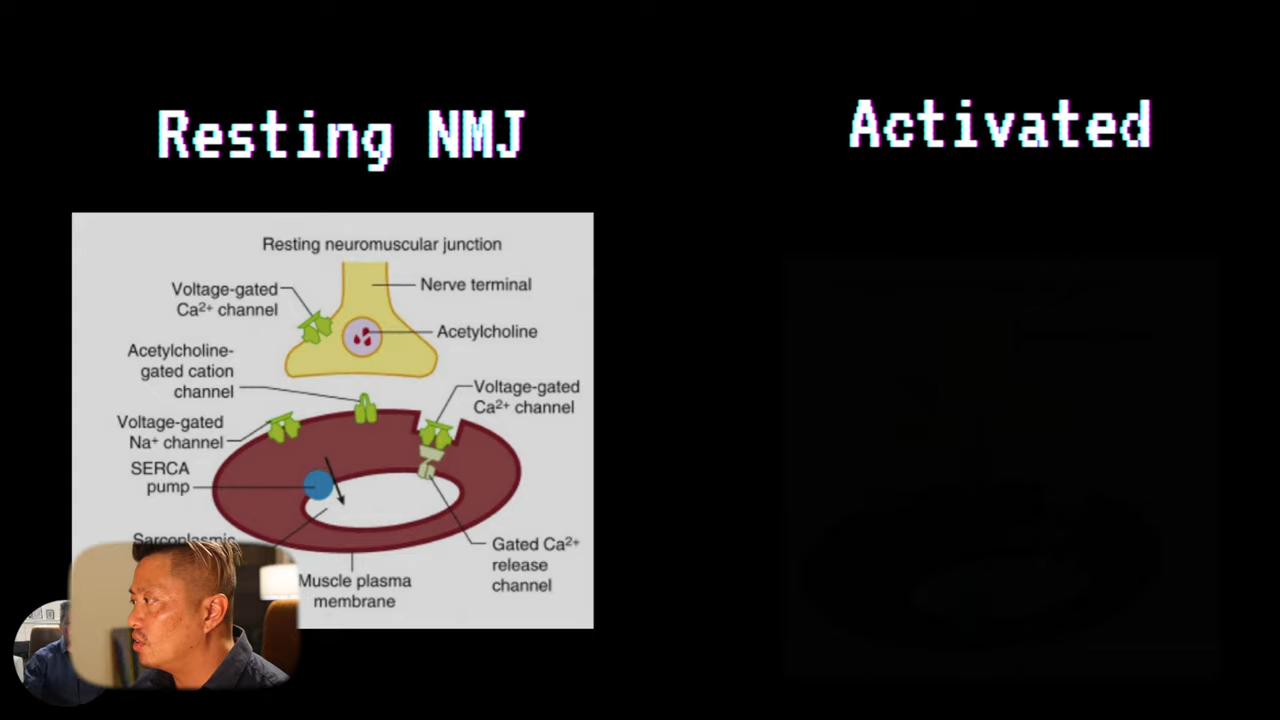 Resting NMJ
Activated
Resting neuromuscular junction
Voltage-gated
Ca²⁺ channel
Nerve terminal
Acetylcholine
Acetylcholine-
gated cation
channel
Voltage-gated
Ca²⁺ channel
Voltage-gated
Na⁺ channel
SERCA
pump
Sarcoplasmic
Gated Ca²⁺
release
channel
Muscle plasma
membrane